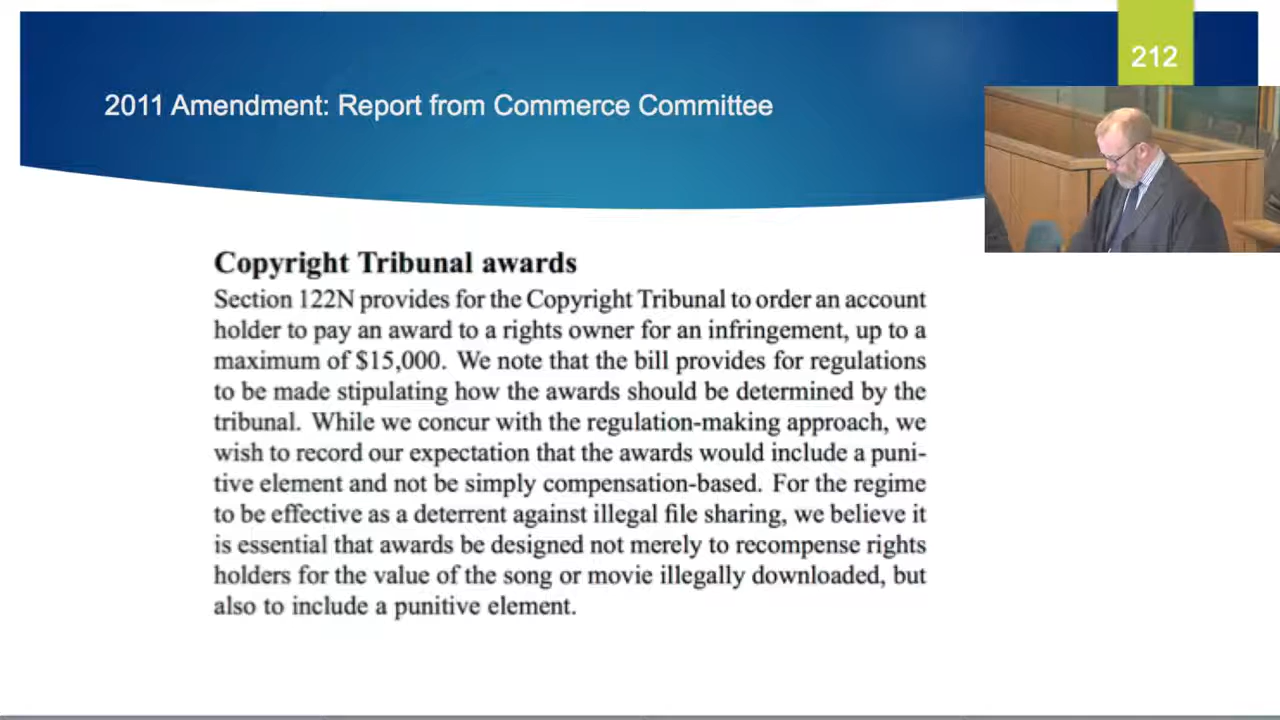 212
2011 Amendment: Report from Commerce Committee
Copyright Tribunal awards
Section 122N provides for the Copyright Tribunal to order an account
holder to pay an award to a rights owner for an infringement, up to a
maximum of $15,000. We note that the bill provides for regulations
to be made stipulating how the awards should be determined by the
tribunal. While we concur with the regulation-making approach, we
wish to record our expectation that the awards would include a puni-
tive element and not be simply compensation-based. For the regime
to be effective as a deterrent against illegal file sharing, we believe it
is essential that awards be designed not merely to recompense rights
holders for the value of the song or movie illegally downloaded, but
also to include a punitive element.